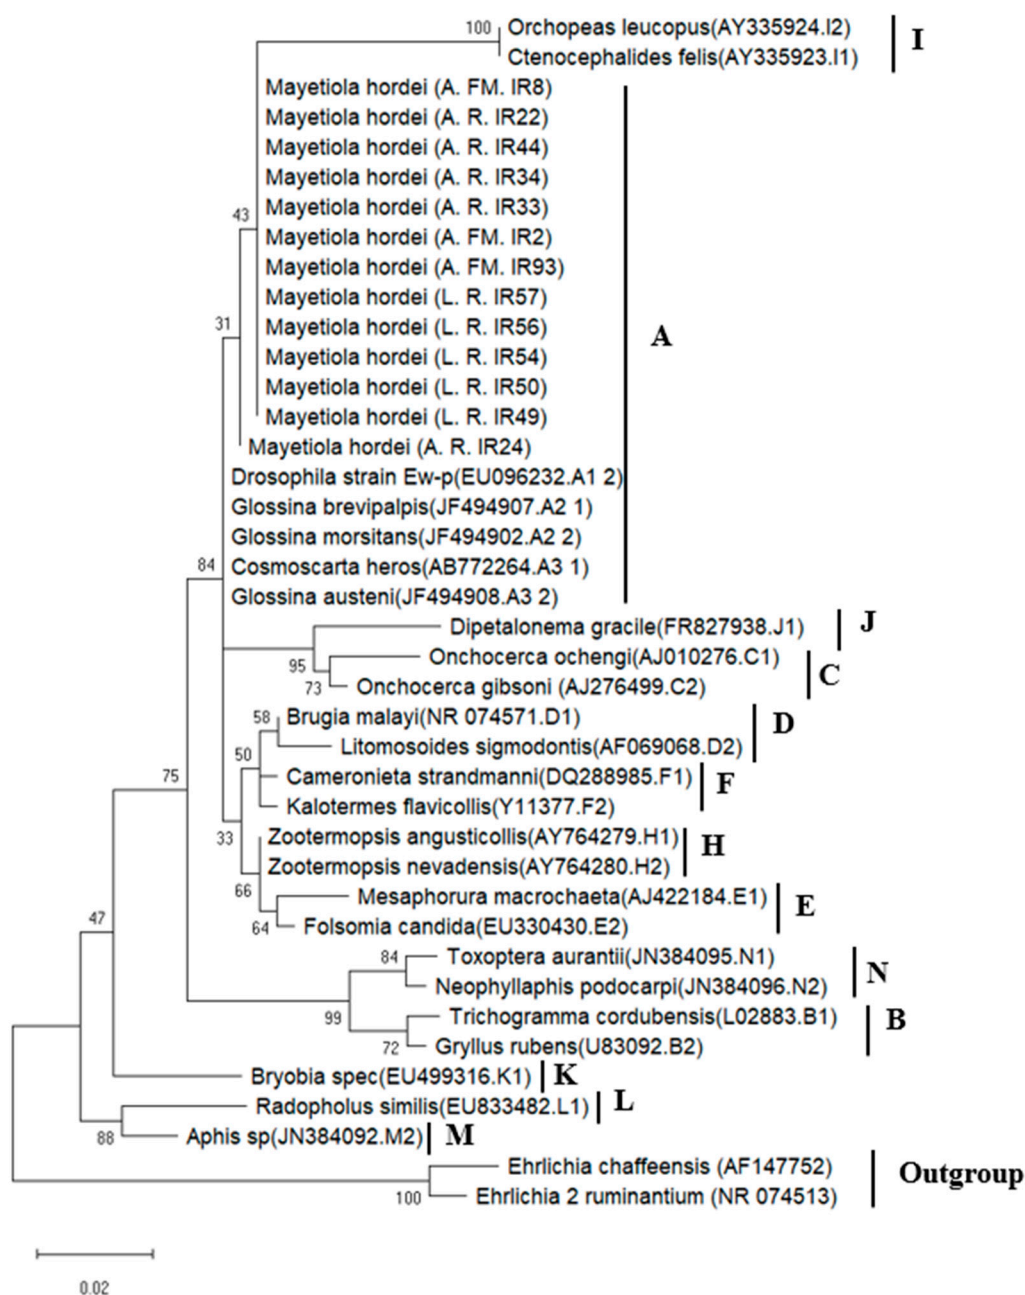 100
Orchopeas leucopus(AY335924.I2)
Ctenocephalides felis(AY335923.I1)
I
Mayetiola hordei (A. FM. IR8)
Mayetiola hordei (A. R. IR22)
Mayetiola hordei (A. R. IR44)
Mayetiola hordei (A. R. IR34)
Mayetiola hordei (A. R. IR33)
43
Mayetiola hordei (A. FM. IR2)
Mayetiola hordei (A. FM. IR93)
Mayetiola hordei (L. R. IR57)
31
Mayetiola hordei (L. R. IR56)
A
Mayetiola hordei (L. R. IR54)
Mayetiola hordei (L. R. IR50)
Mayetiola hordei (L. R. IR49)
Mayetiola hordei (A. R. IR24)
Drosophila strain Ew-p(EU096232.A1 2)
Glossina brevipalpis(JF494907.A2 1)
Glossina morsitans(JF494902.A2 2)
84
Cosmoscarta heros(AB772264.A3 1)
Glossina austeni(JF494908.A3 2)
Dipetalonema gracile(FR827938.J1)
J
95
Onchocerca ochengi(AJ010276.C1)
73
Onchocerca gibsoni (AJ276499.C2)
C
58
Brugia malayi(NR 074571.D1)
Litomosoides sigmodontis(AF069068.D2)
D
50
75
Cameronieta strandmanni(DQ288985.F1)
Kalotermes flavicollis(Y11377.F2)
F
33
Zootermopsis angusticollis(AY764279.H1)
Zootermopsis nevadensis(AY764280.H2)
H
66
Mesaphorura macrochaeta(AJ422184.E1)
64
Folsomia candida(EU330430.E2)
E
47
84
Toxoptera aurantii(JN384095.N1)
Neophyllaphis podocarpi(JN384096.N2)
N
99
Trichogramma cordubensis(L02883.B1)
72
Gryllus rubens(U83092.B2)
B
Bryobia spec(EU499316.K1)
K
Radopholus similis(EU833482.L1)
L
88
Aphis sp(JN384092.M2)
M
Ehrlichia chaffeensis (AF147752)
100
Ehrlichia 2 ruminantium (NR 074513)
Outgroup
0.02